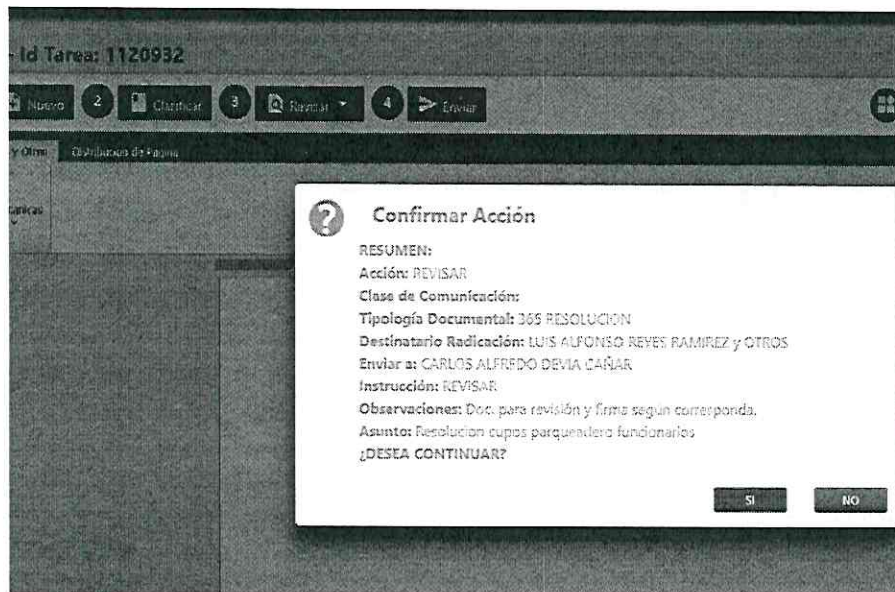 - Id Tarea: 1120932
Nuevo 2 Clarificar 3 Revisar 4 Enviar
y Otros Distribución de Página
Confirmar Acción
RESUMEN:
Acción: REVISAR
Clase de Comunicación:
Tipología Documental: 365 RESOLUCION
Destinatario Radicación: LUIS ALFONSO REYES RAMIREZ y OTROS
Enviar a: CARLOS ALFREDO DEVIA CAÑAR
Instrucción: REVISAR
Observaciones: Doc. para revisión y firma según corresponda.
Asunto: Resolucion cupos parqueadero funcionarios
¿DESEA CONTINUAR?
SI NO